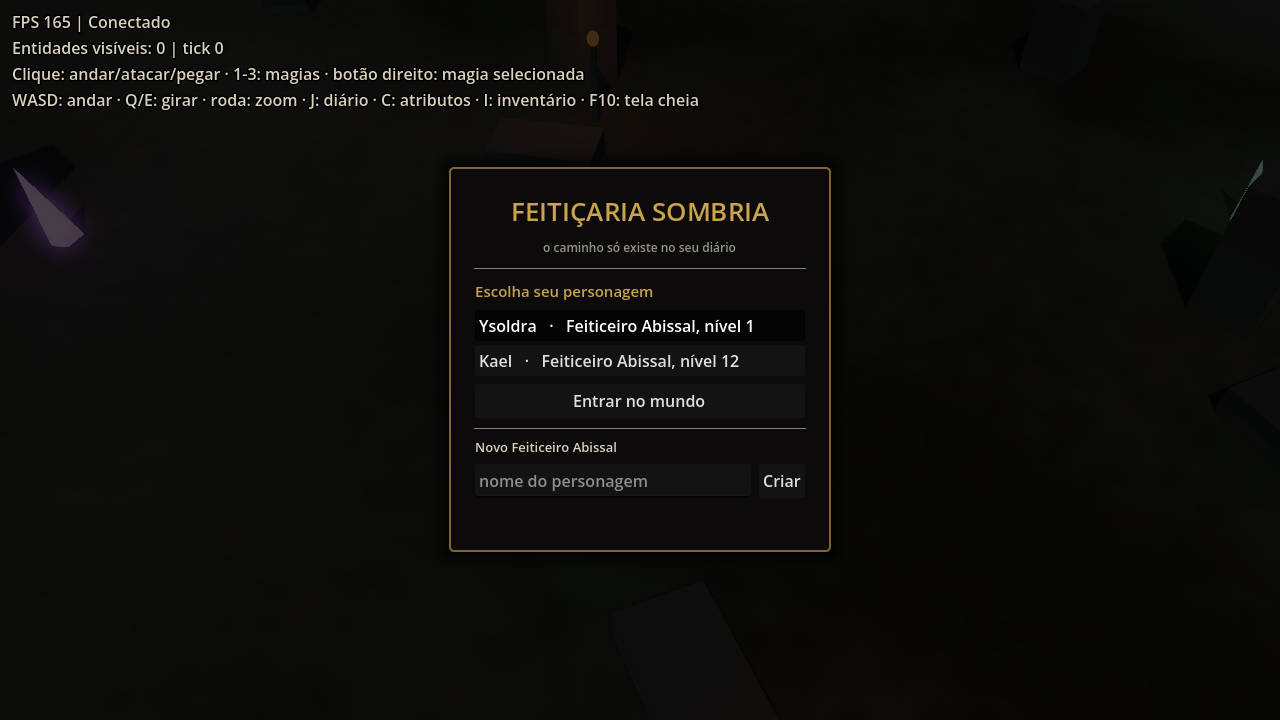 FPS 165 | Conectado
Entidades visíveis: 0 | tick 0
Clique: andar/atacar/pegar · 1-3: magias · botão direito: magia selecionada
WASD: andar · Q/E: girar · roda: zoom · J: diário · C: atributos · I: inventário · F10: tela cheia
FEITIÇARIA SOMBRIA
o caminho só existe no seu diário
Escolha seu personagem
Ysoldra · Feiticeiro Abissal, nível 1
Kael · Feiticeiro Abissal, nível 12
Entrar no mundo
Novo Feiticeiro Abissal
nome do personagem Criar